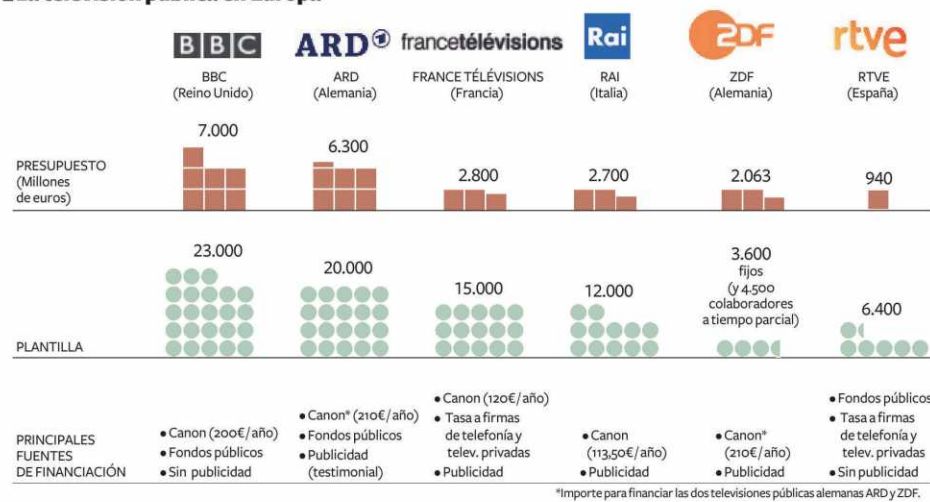 BBC
ARD
francetélévisions
Rai
ZDF
rtve
BBC
(Reino Unido)
ARD
(Alemania)
FRANCE TÉLÉVISIONS
(Francia)
RAI
(Italia)
ZDF
(Alemania)
RTVE
(España)
PRESUPUESTO
(Millones
de euros)
7.000
6.300
2.800
2.700
2.063
940
PLANTILLA
23.000
20.000
15.000
12.000
3.600
fijos
(y 4.500
colaboradores
a tiempo parcial)
6.400
PRINCIPALES
FUENTES
DE FINANCIACIÓN
• Canon (200€/año)
• Fondos públicos
• Sin publicidad
• Canon* (210€/año)
• Fondos públicos
• Publicidad
(testimonial)
• Canon (120€/año)
• Tasa a firmas
de telefonía y
telev. privadas
• Publicidad
• Canon
(113,50€/año)
• Publicidad
• Canon*
(210€/año)
• Publicidad
• Fondos públicos
• Tasa a firmas
de telefonía y
telev. privadas
• Sin publicidad
*Importe para financiar las dos televisiones públicas alemanas ARD y ZDF.